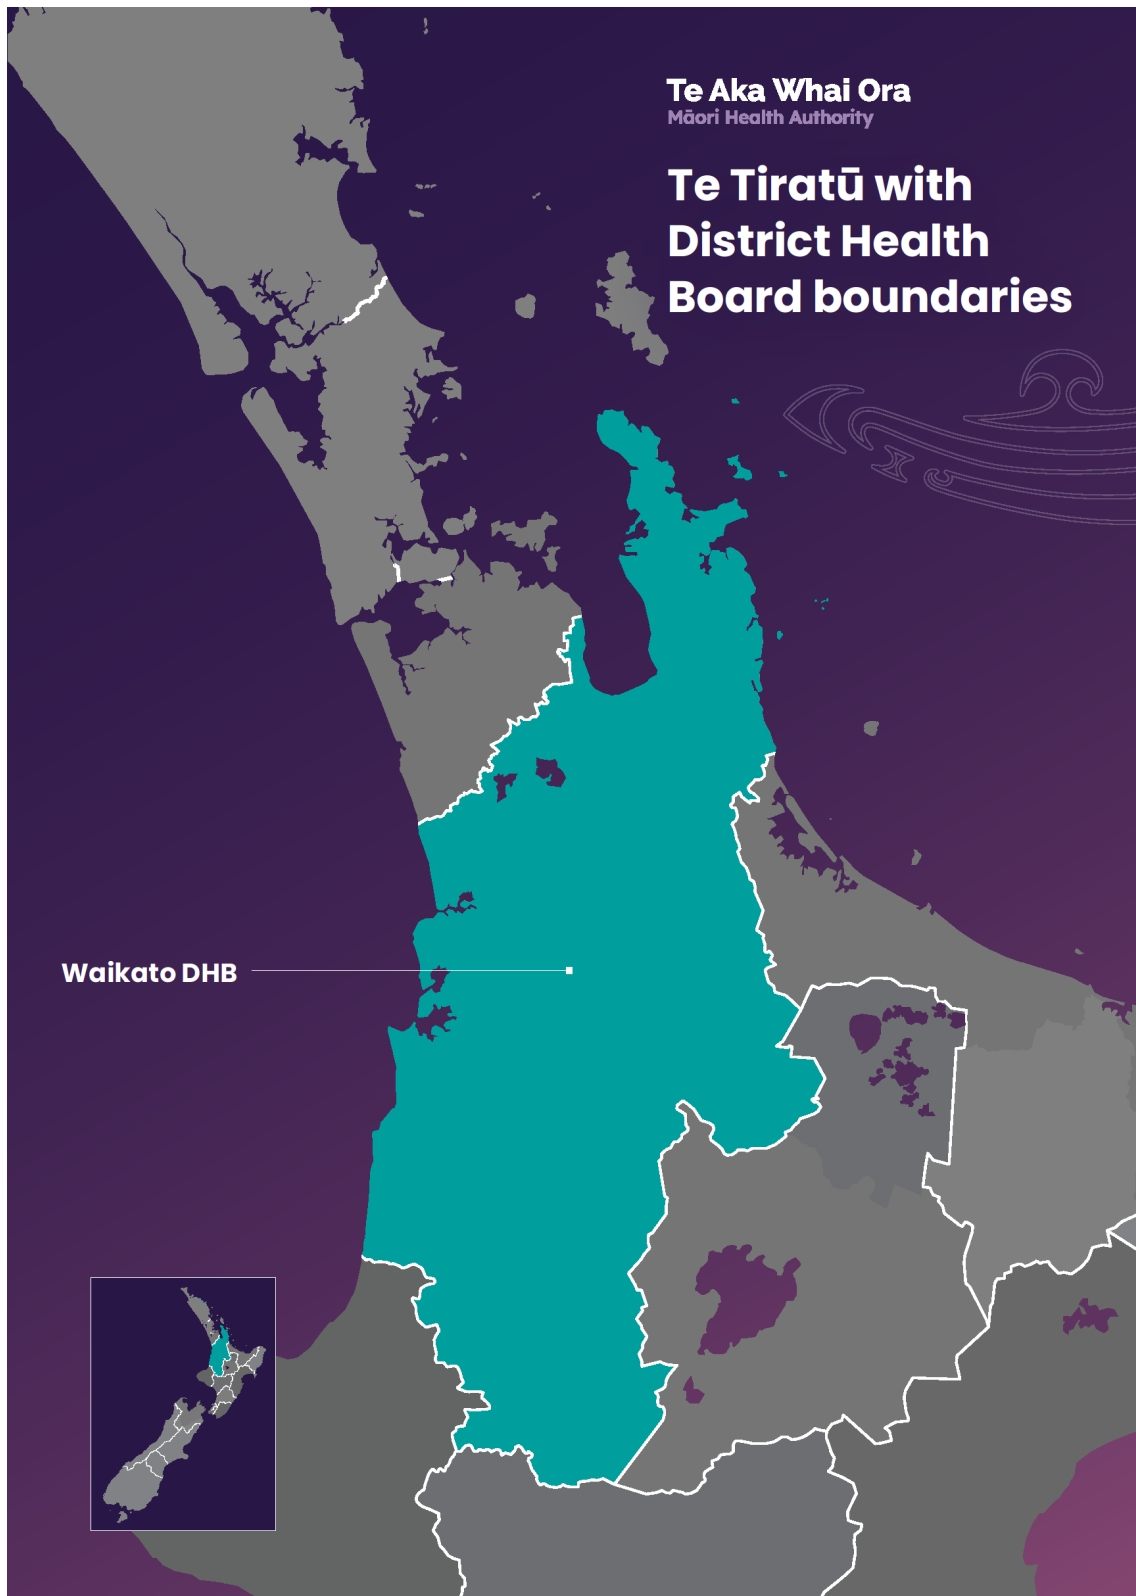 Te Aka Whai Ora
Māori Health Authority
Te Tiratū with
District Health
Board boundaries
Waikato DHB